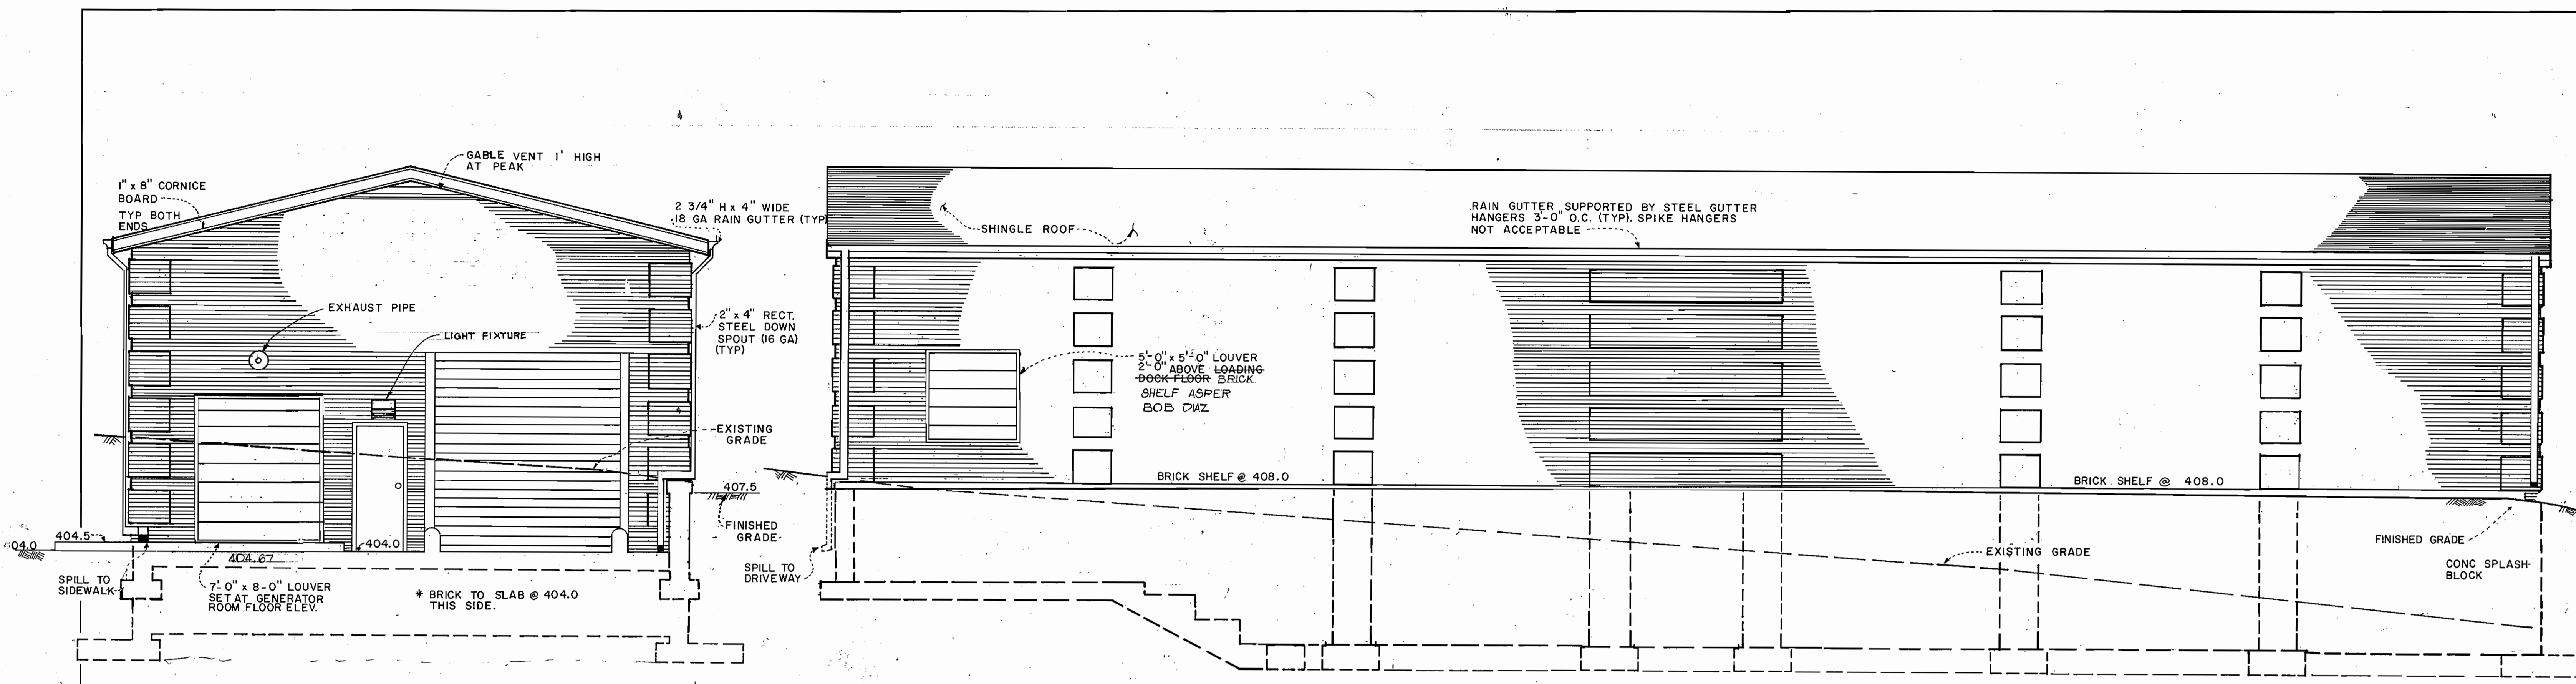 GABLE VENT 1' HIGH
AT PEAK
1" x 8" CORNICE
BOARD
TYP BOTH
ENDS
2 3/4" H x 4" WIDE
18 GA RAIN GUTTER (TYP)
SHINGLE ROOF
RAIN GUTTER SUPPORTED BY STEEL GUTTER
HANGERS 3'-0" O.C. (TYP). SPIKE HANGERS
NOT ACCEPTABLE
EXHAUST PIPE
LIGHT FIXTURE
2" x 4" RECT.
STEEL DOWN
SPOUT (16 GA)
(TYP)
5'-0" x 5'-0" LOUVER
2'-0" ABOVE LOADING
DOCK FLOOR. BRICK
SHELF ASPER
BOB DIAZ
EXISTING
GRADE
BRICK SHELF @ 408.0
BRICK SHELF @ 408.0
407.5
FINISHED
GRADE
404.5
404.0
404.0
404.67
SPILL TO
SIDEWALK
7'-0" x 8'-0" LOUVER
SET AT GENERATOR
ROOM FLOOR ELEV.
* BRICK TO SLAB @ 404.0
THIS SIDE.
SPILL TO
DRIVEWAY
EXISTING GRADE
FINISHED GRADE
CONC SPLASH
BLOCK